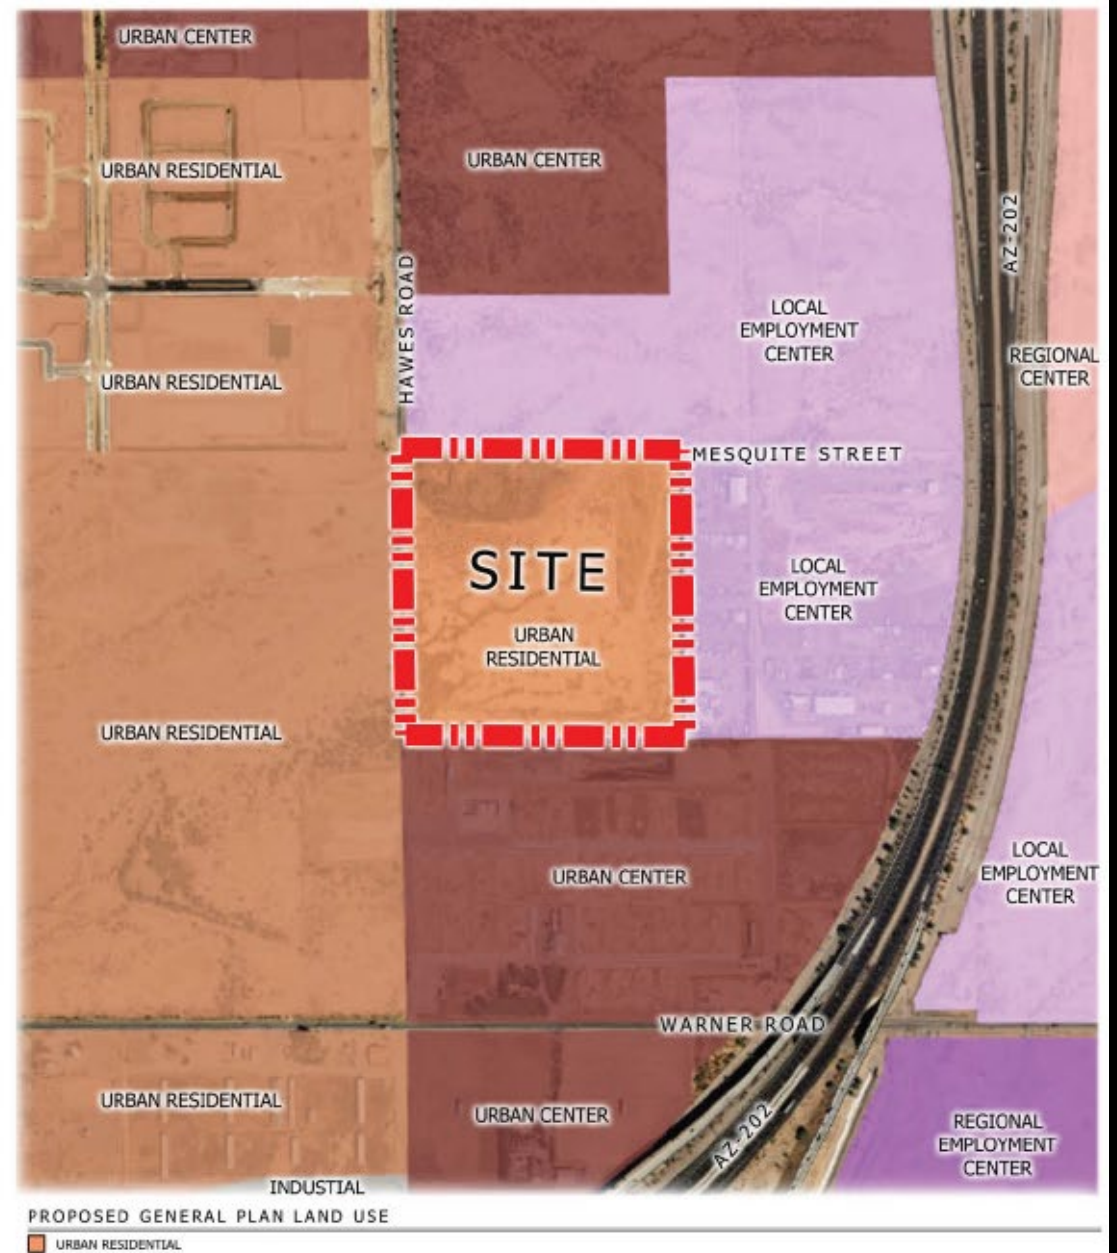 URBAN CENTER
URBAN RESIDENTIAL
URBAN CENTER
AZ-202
HAWES ROAD
LOCAL
EMPLOYMENT
CENTER
REGIONAL
CENTER
URBAN RESIDENTIAL
MESQUITE STREET
SITE
URBAN
RESIDENTIAL
LOCAL
EMPLOYMENT
CENTER
URBAN RESIDENTIAL
URBAN CENTER
LOCAL
EMPLOYMENT
CENTER
WARNER ROAD
URBAN RESIDENTIAL
URBAN CENTER
AZ-202
REGIONAL
EMPLOYMENT
CENTER
INDUSTIAL
PROPOSED GENERAL PLAN LAND USE
URBAN RESIDENTIAL